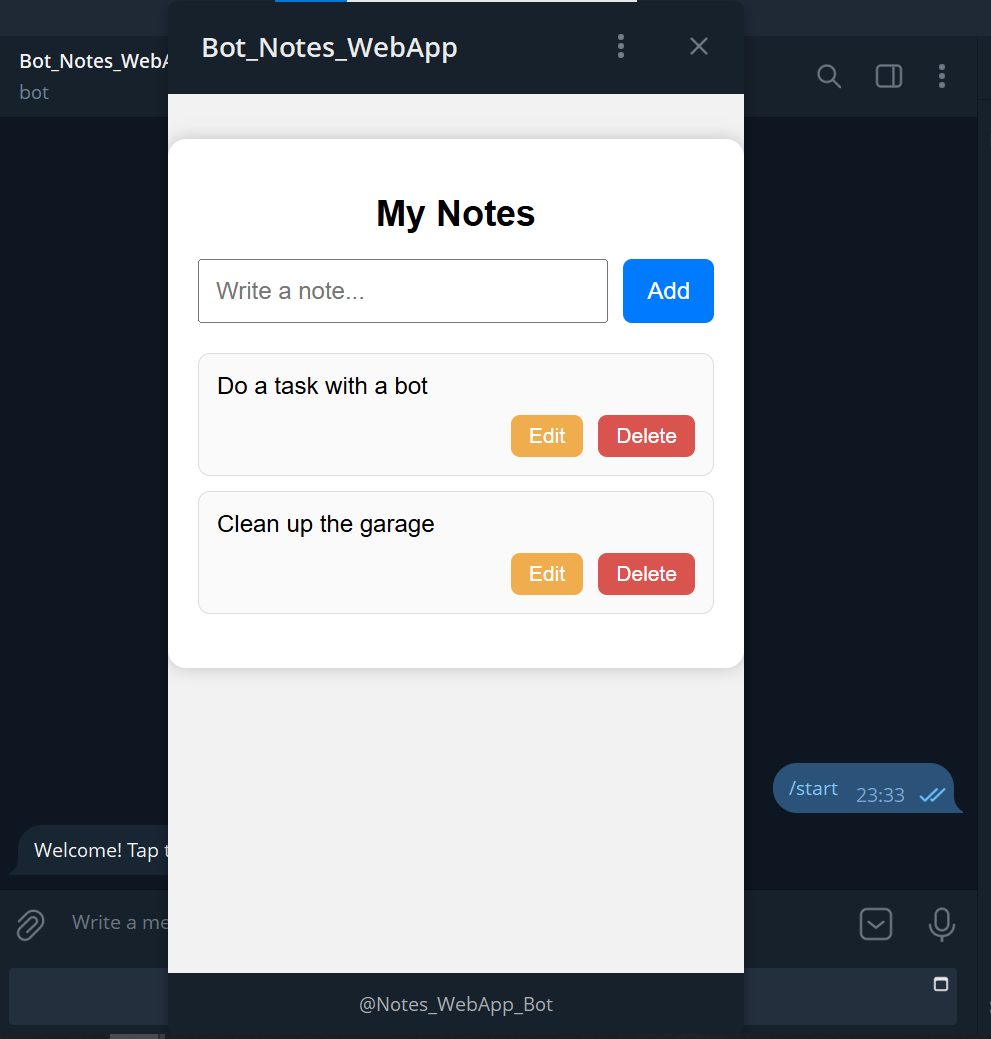 Bot_Notes_WebApp
Bot_Notes_WebA
bot
My Notes
Write a note...
Add
Do a task with a bot
Edit
Delete
Clean up the garage
Edit
Delete
/start
23:33
Welcome! Tap
Write a me
@Notes_WebApp_Bot